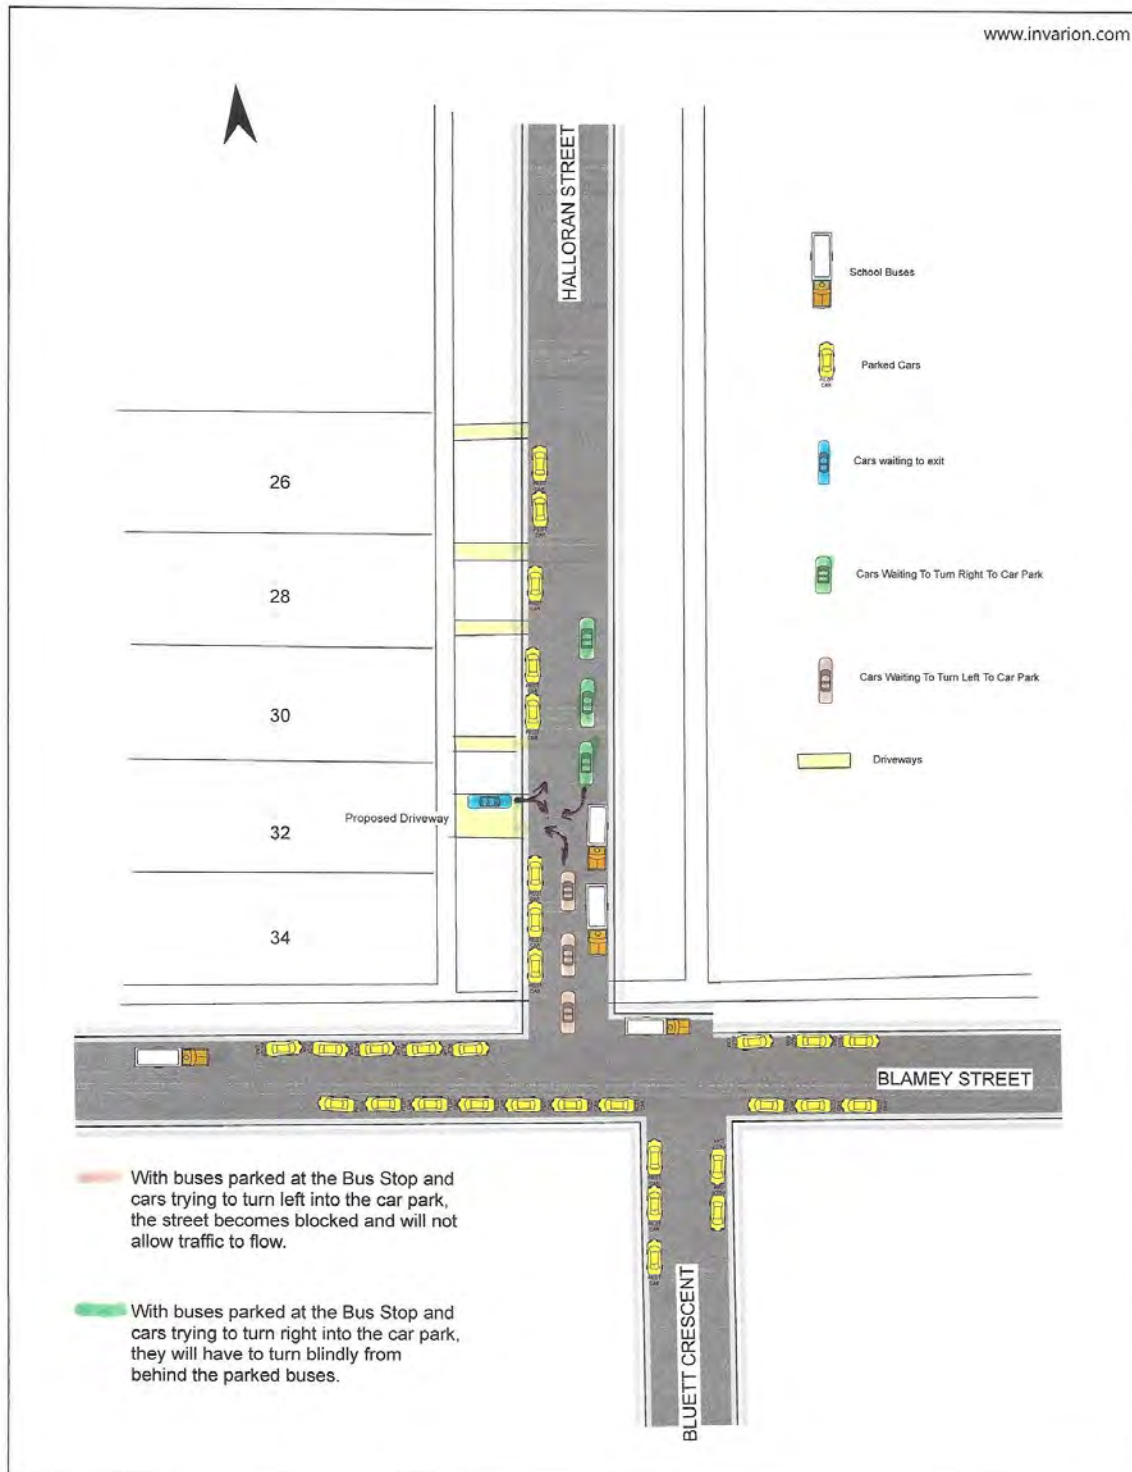 www.invarion.com
HALLORAN STREET
School Buses
Parked Cars
Cars waiting to exit
Cars Waiting To Turn Right To Car Park
Cars Waiting To Turn Left To Car Park
Driveways
26
28
30
Proposed Driveway
32
34
BLAMEY STREET
BLUETT CRESCENT
With buses parked at the Bus Stop and
cars trying to turn left into the car park,
the street becomes blocked and will not
allow traffic to flow.
With buses parked at the Bus Stop and
cars trying to turn right into the car park,
they will have to turn blindly from
behind the parked buses.